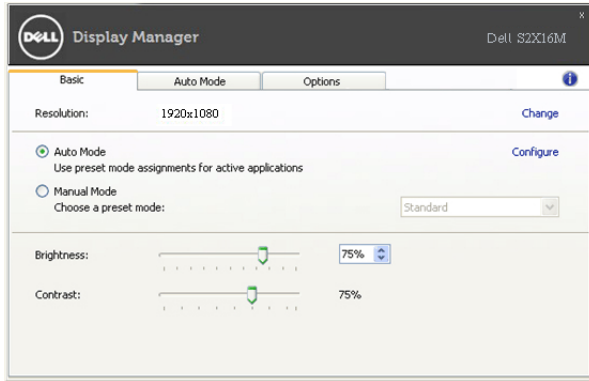 DELL Display Manager
x
Dell S2X16M
Basic Auto Mode Options
i
Resolution: 1920x1080 Change
Auto Mode Configure
Use preset mode assignments for active applications
Manual Mode
Choose a preset mode: Standard
Brightness: 75%
Contrast: 75%